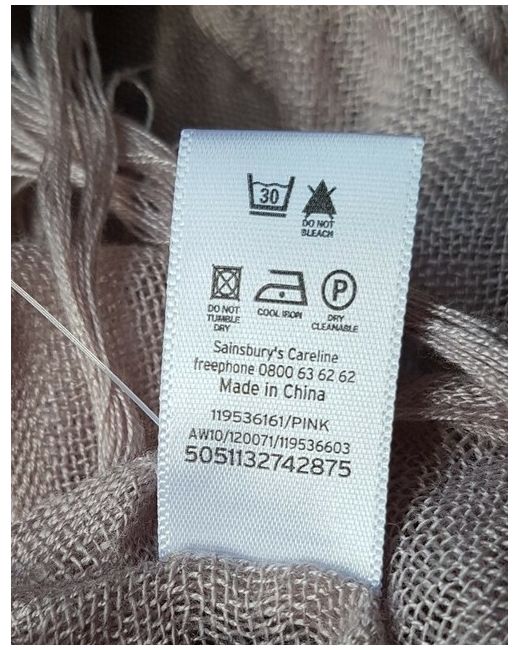 30
DO NOT
BLEACH
P
DO NOT
TUMBLE
DRY
COOL IRON
DRY
CLEANABLE
Sainsbury's Careline
freephone 0800 63 62 62
Made in China
119536161/PINK
AW10/120071/119536603
5051132742875